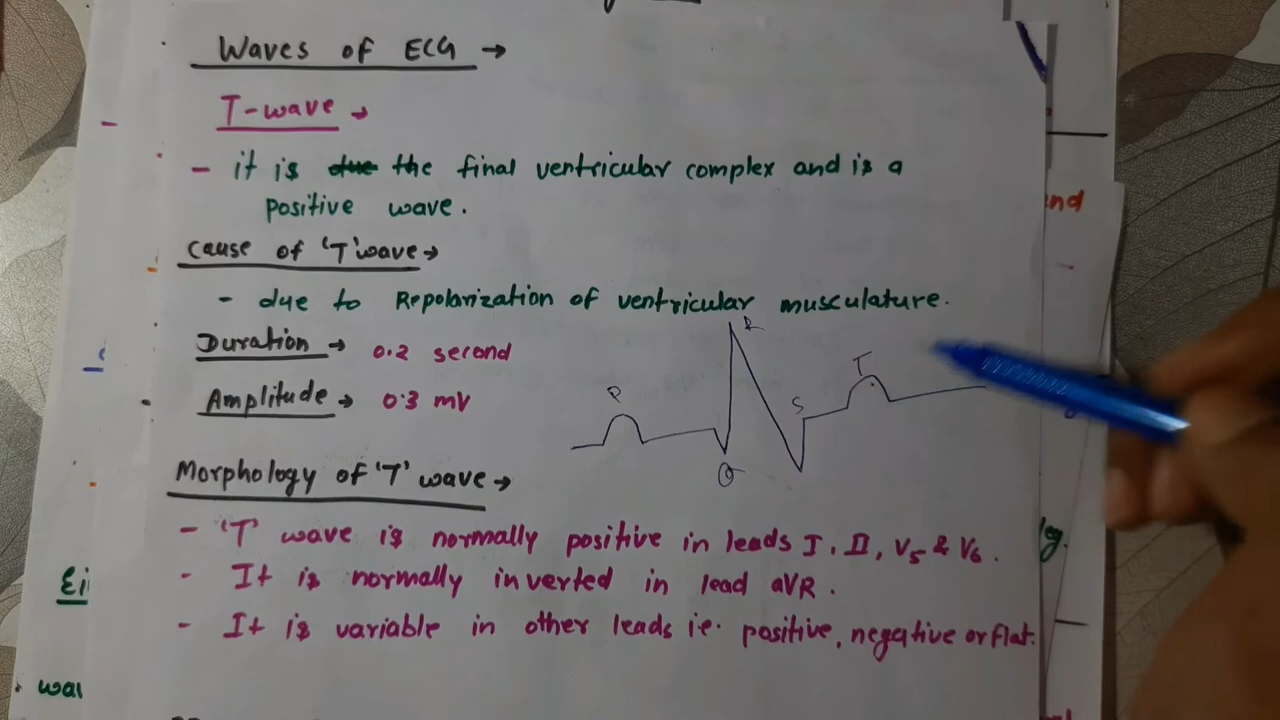 Waves of ECG →
T-wave →
- it is due the final ventricular complex and is a
positive wave.
Cause of 'T' wave →
- due to Repolarization of ventricular musculature.
Duration → 0.2 second
Amplitude → 0.3 mV
P
Q
R
S
T
Morphology of 'T' wave →
- 'T' wave is normally positive in leads I, II, V5 & V6.
- It is normally inverted in lead aVR.
- It is variable in other leads i.e. positive, negative or flat.
and
leg.
wav